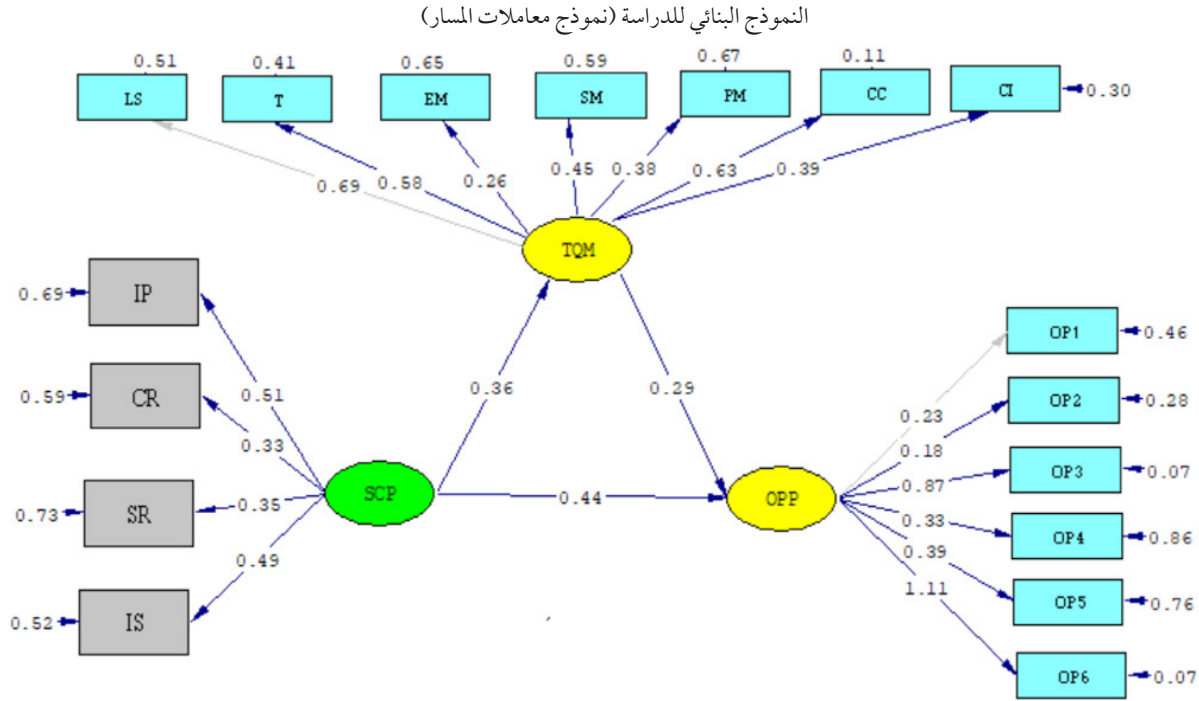 النموذج البنائي للدراسة (نموذج معاملات المسار)
0.51 0.41 0.65 0.59 0.67 0.11
LS T EM SM PM CC CI 0.30
0.69 0.58 0.26 0.45 0.38 0.63 0.39
TQM
0.69 IP
0.51
0.36
0.29
OP1 0.46
0.23
0.59 CR
0.33
OP2 0.28
0.18
0.73 SR
0.35
SCP
0.44
OPP
0.87
OP3 0.07
0.33
OP4 0.86
0.49
0.39
OP5 0.76
1.11
0.52 IS
OP6 0.07